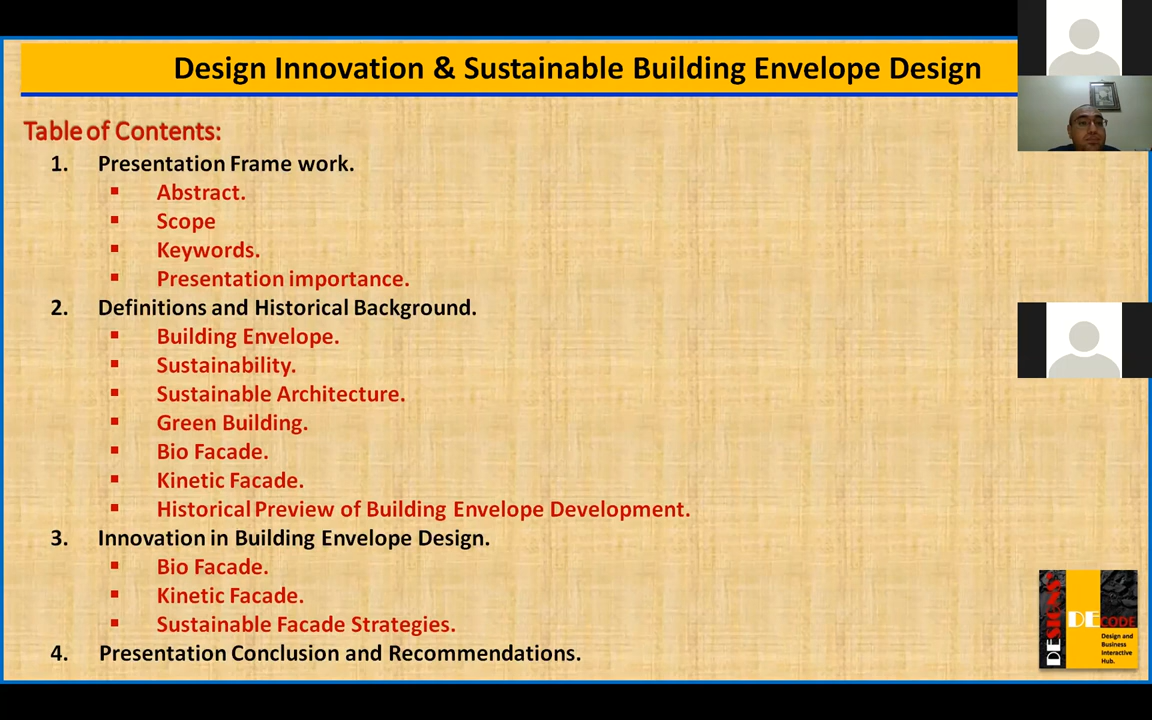 Design Innovation & Sustainable Building Envelope Design
Table of Contents:
1. Presentation Frame work.
▪ Abstract.
▪ Scope
▪ Keywords.
▪ Presentation importance.
2. Definitions and Historical Background.
▪ Building Envelope.
▪ Sustainability.
▪ Sustainable Architecture.
▪ Green Building.
▪ Bio Facade.
▪ Kinetic Facade.
▪ Historical Preview of Building Envelope Development.
3. Innovation in Building Envelope Design.
▪ Bio Facade.
▪ Kinetic Facade.
▪ Sustainable Facade Strategies.
4. Presentation Conclusion and Recommendations.
DESIGNS
DECODE
Design and
Business
Interactive
Hub.